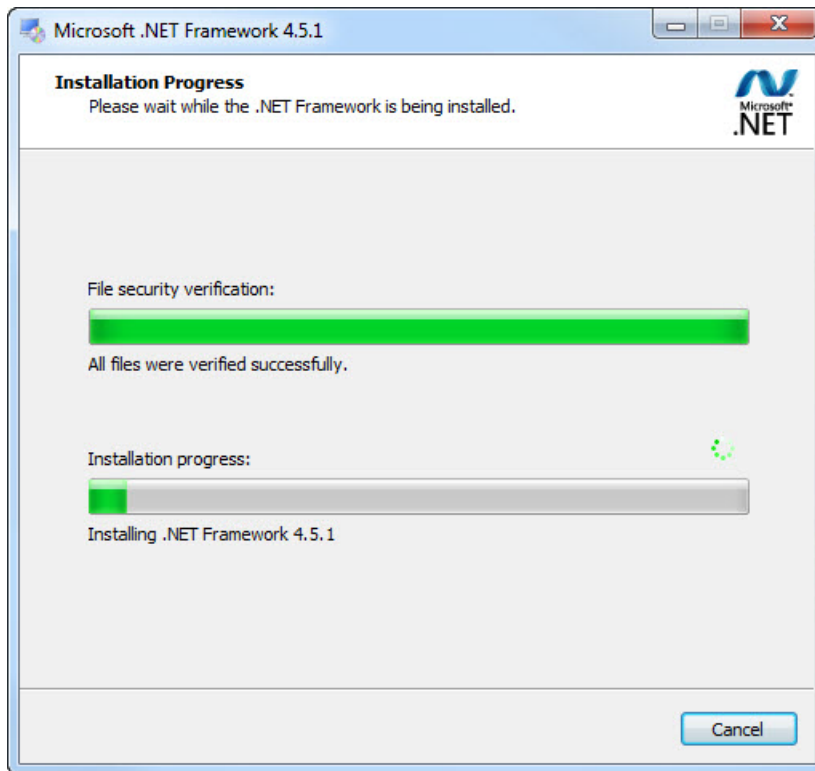 Microsoft .NET Framework 4.5.1
Installation Progress
Please wait while the .NET Framework is being installed.
Microsoft
.NET
File security verification:
All files were verified successfully.
Installation progress:
Installing .NET Framework 4.5.1
Cancel